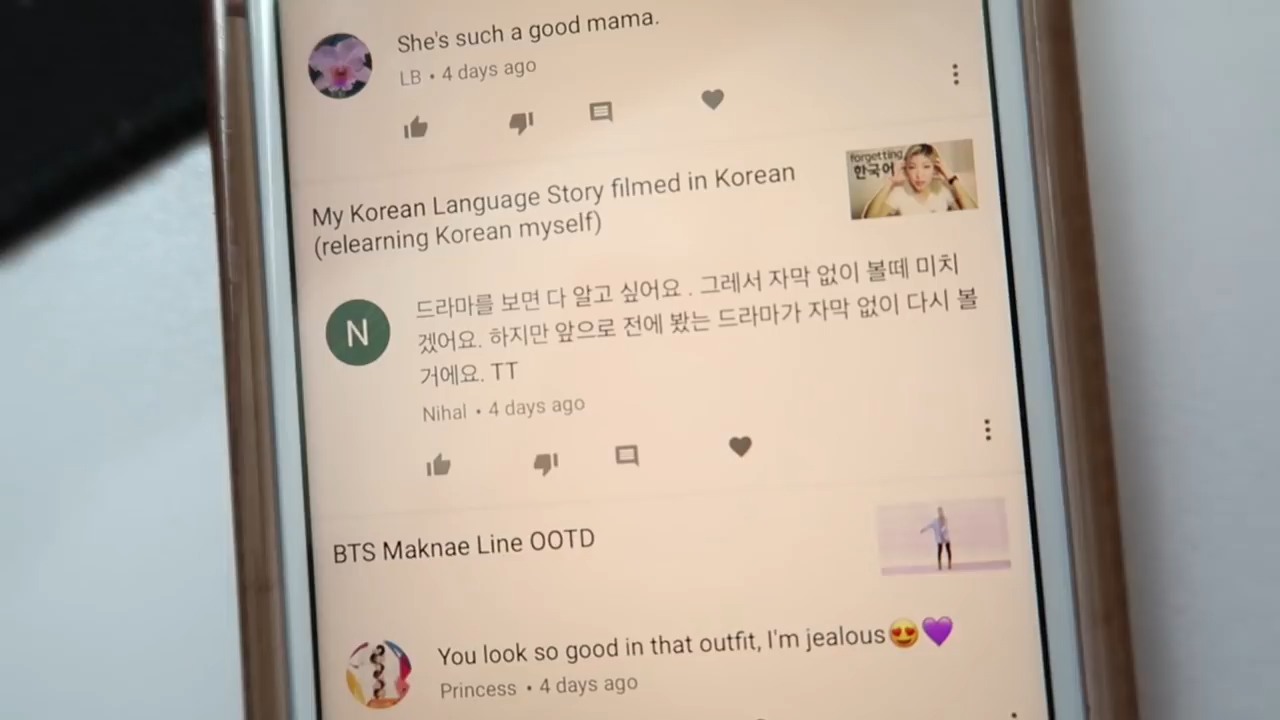 She's such a good mama.
LB • 4 days ago
forgetting
한국어
My Korean Language Story filmed in Korean
(relearning Korean myself)
드라마를 보면 다 알고 싶어요 . 그레서 자막 없이 볼떼 미치
겠어요. 하지만 앞으로 전에 봤는 드라마가 자막 없이 다시 볼
거에요. TT
N
Nihal • 4 days ago
BTS Maknae Line OOTD
You look so good in that outfit, I'm jealous😍💜
Princess • 4 days ago